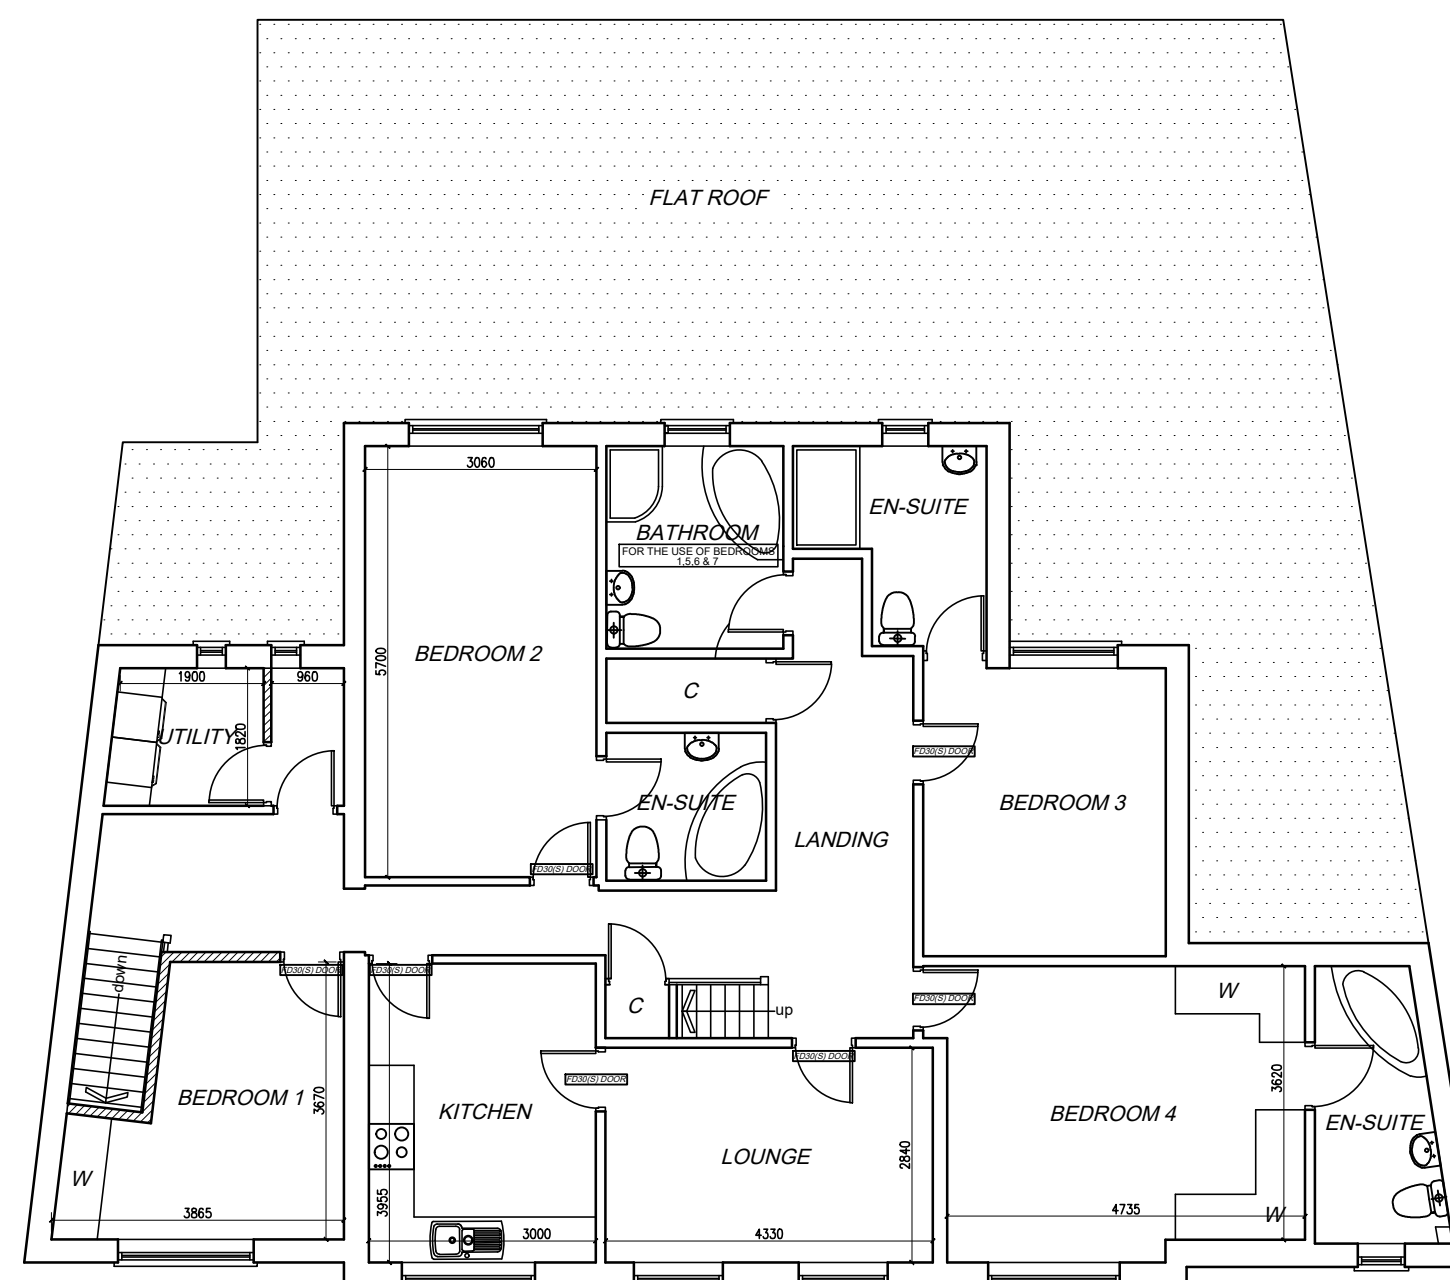 FLAT ROOF
3060
EN-SUITE
BATHROOM
FOR THE USE OF BEDROOMS
1,5,6 & 7
BEDROOM 2
5700
1900
960
C
UTILITY
1820
FD30(S) DOOR
EN-SUITE
BEDROOM 3
LANDING
FD30(S) DOOR
down
FD30(S) DOOR
FD30(S) DOOR
C
up
FD30(S) DOOR
W
FD30(S) DOOR
FD30(S) DOOR
BEDROOM 1
3670
KITCHEN
3620
BEDROOM 4
EN-SUITE
LOUNGE
2840
W
3955
3865
3000
4330
4735
W